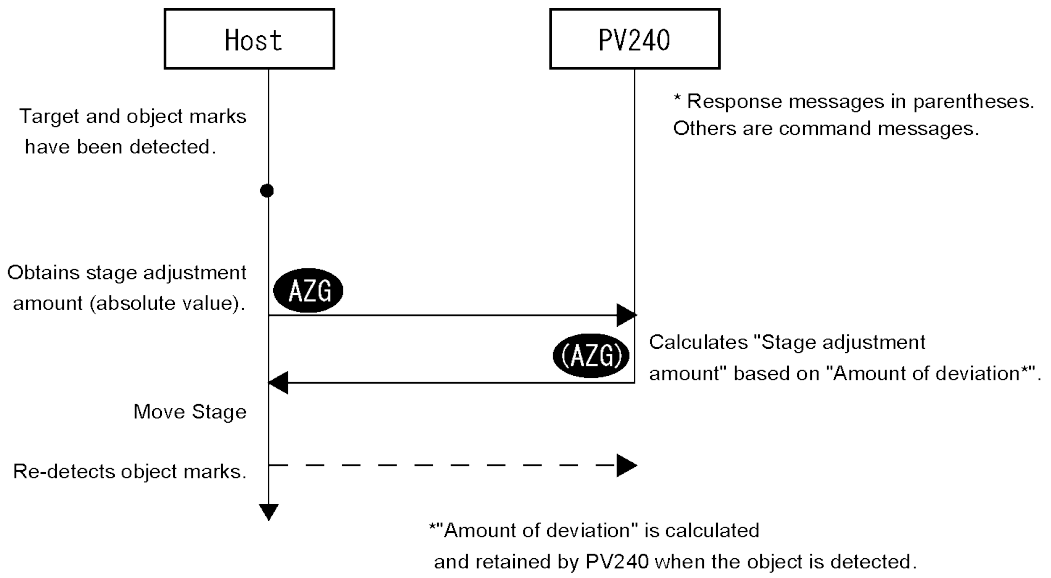 Host
PV240
* Response messages in parentheses.
Others are command messages.
Target and object marks
have been detected.
Obtains stage adjustment
amount (absolute value).
AZG
(AZG)
Calculates "Stage adjustment
amount" based on "Amount of deviation*".
Move Stage
Re-detects object marks.
*"Amount of deviation" is calculated
and retained by PV240 when the object is detected.